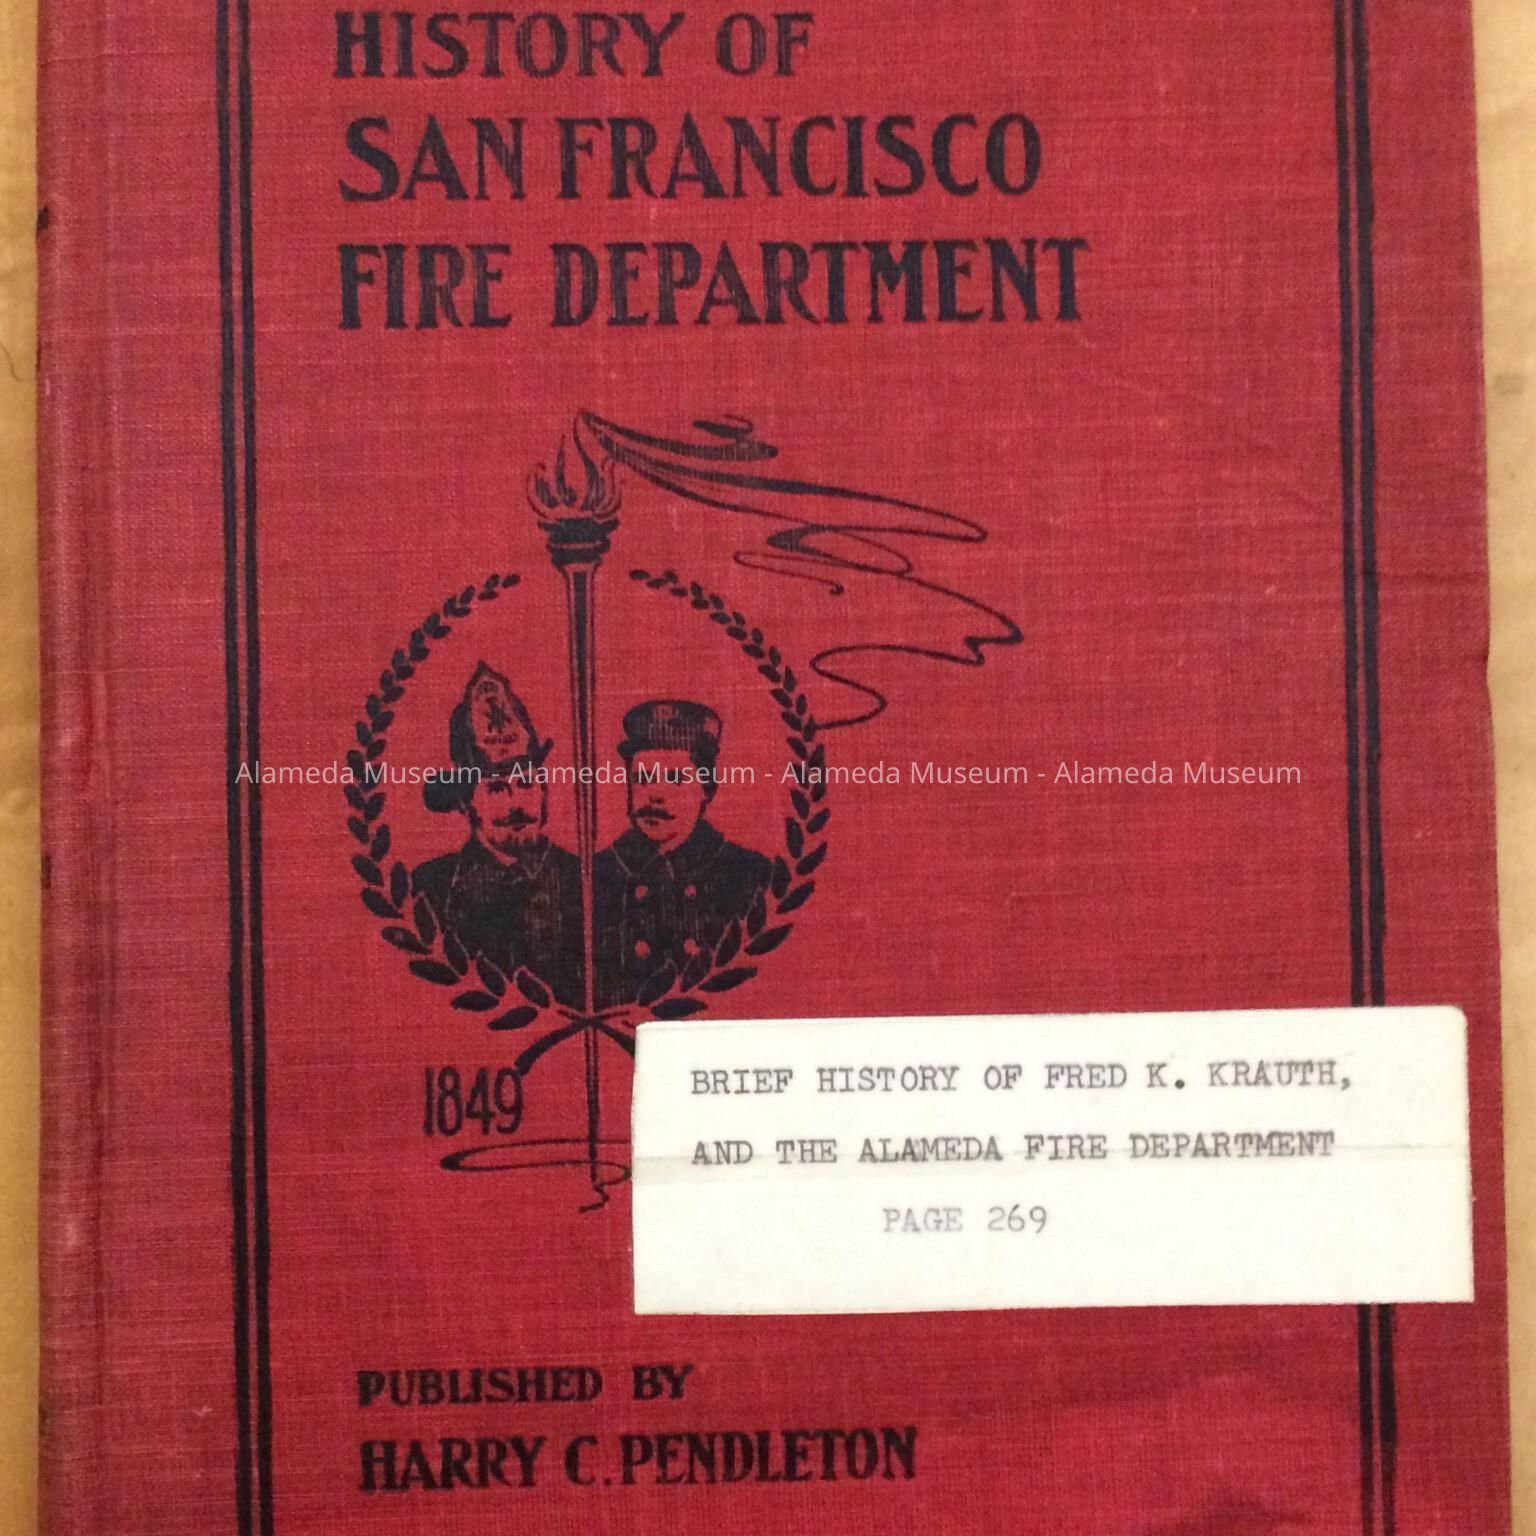 HISTORY OF
SAN FRANCISCO
FIRE DEPARTMENT
Alameda Museum - Alameda Museum - Alameda Museum - Alameda Museum
1849
BRIEF HISTORY OF FRED K. KRAUTH,
AND THE ALAMEDA FIRE DEPARTMENT
PAGE 269
PUBLISHED BY
HARRY C. PENDLETON